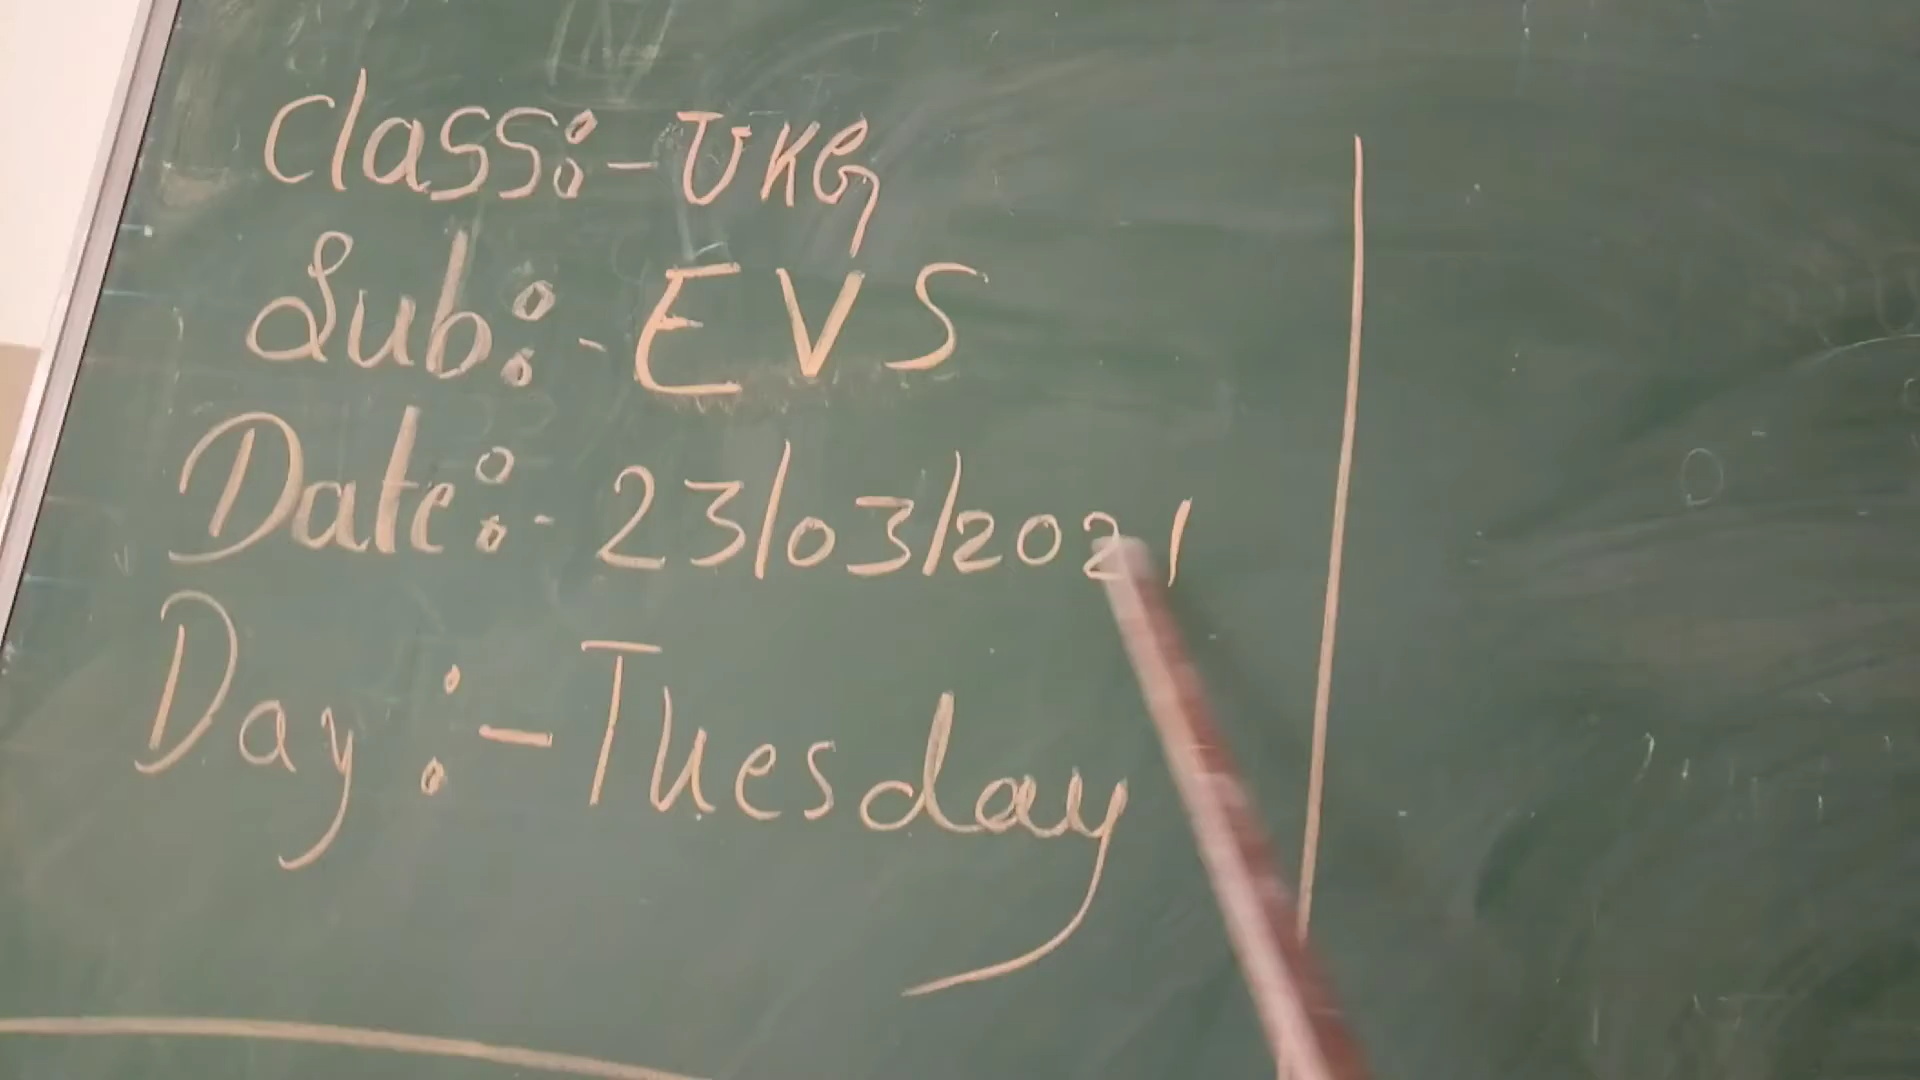 Class:- UKG
Sub:- EVS
Date:- 23/03/2021
Day:- Tuesday